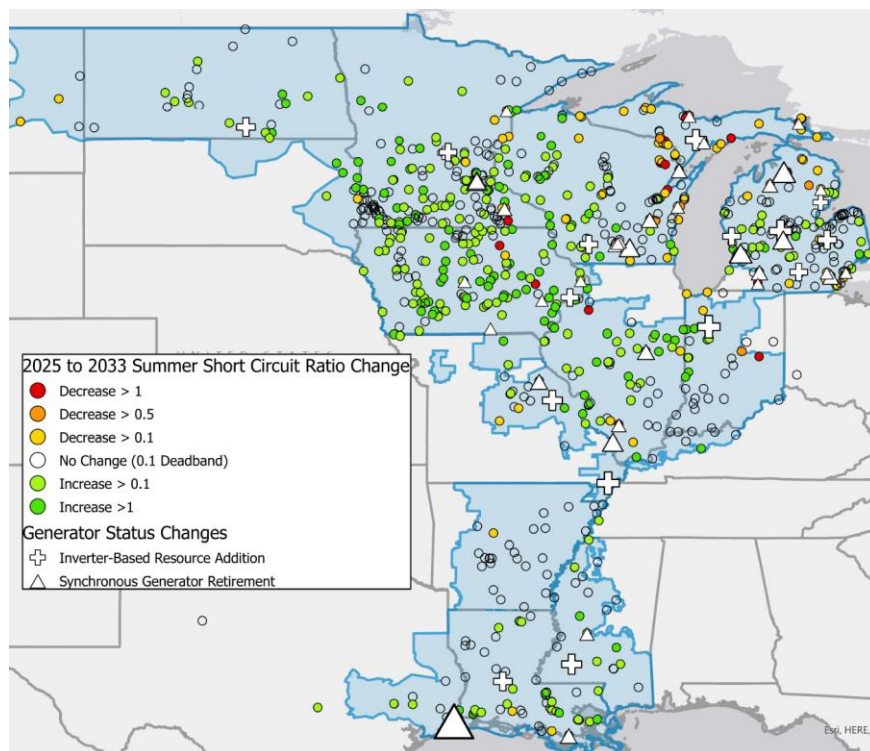 UNITED STATES
2025 to 2033 Summer Short Circuit Ratio Change
Decrease > 1
Decrease > 0.5
Decrease > 0.1
No Change (0.1 Deadband)
Increase > 0.1
Increase >1
Generator Status Changes
Inverter-Based Resource Addition
Synchronous Generator Retirement
Esri, HERE,